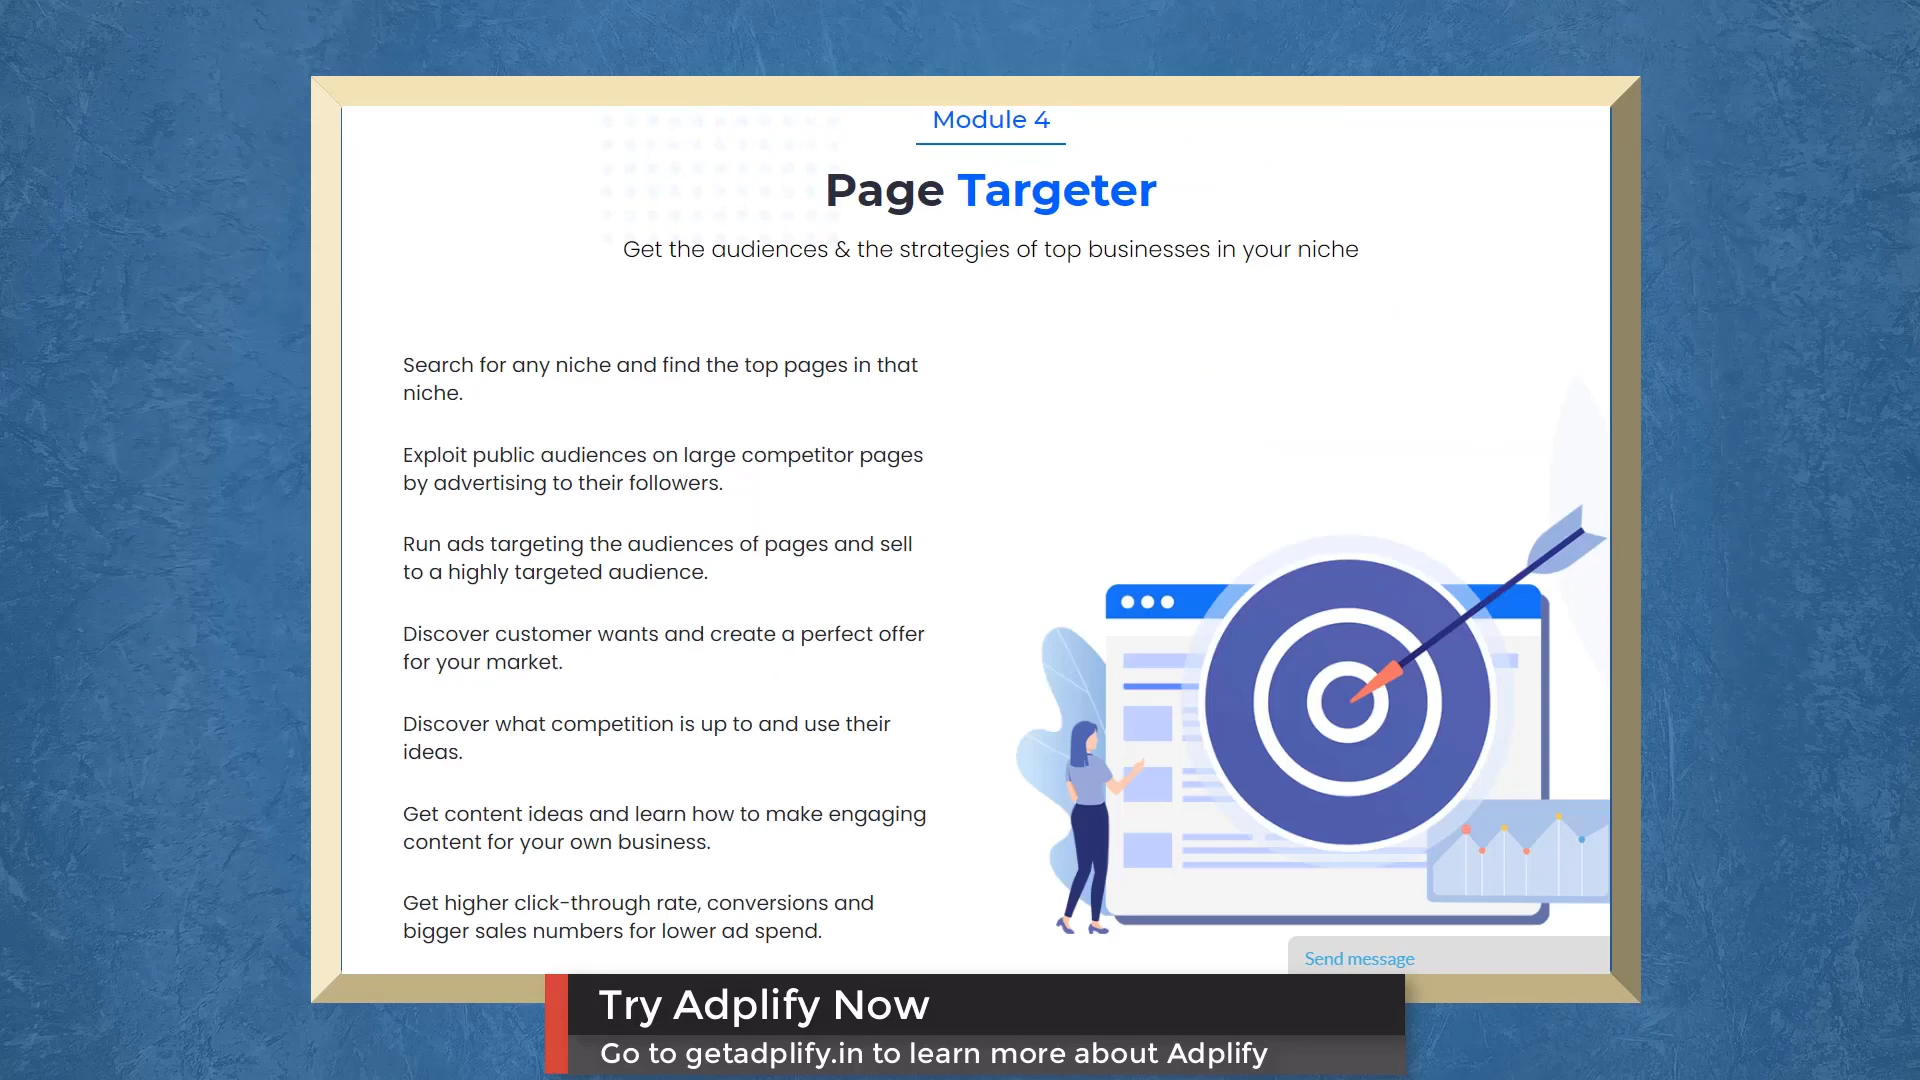 Module 4
Page Targeter
Get the audiences & the strategies of top businesses in your niche
Search for any niche and find the top pages in that
niche.
Exploit public audiences on large competitor pages
by advertising to their followers.
Run ads targeting the audiences of pages and sell
to a highly targeted audience.
Discover customer wants and create a perfect offer
for your market.
Discover what competition is up to and use their
ideas.
Get content ideas and learn how to make engaging
content for your own business.
Get higher click-through rate, conversions and
bigger sales numbers for lower ad spend.
Send message
Try Adplify Now
Go to getadplify.in to learn more about Adplify